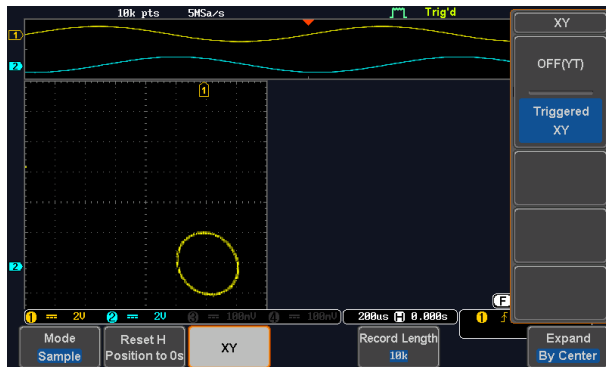 10k pts 5MSa/s Trig'd
XY
1
OFF(YT)
2
1
Triggered
XY
2
F
1 2V 2 2V 3 100mV 4 100mV 200us H 0.000s 1
Mode
Sample
Reset H
Position to 0s
XY
Record Length
10k
Expand
By Center